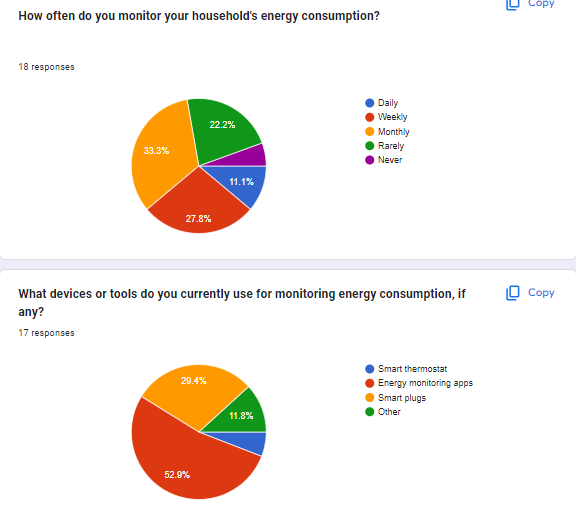 Copy
How often do you monitor your household's energy consumption?
18 responses
22.2%
33.3%
11.1%
27.8%
Daily
Weekly
Monthly
Rarely
Never
What devices or tools do you currently use for monitoring energy consumption, if
any?
Copy
17 responses
29.4%
11.8%
52.9%
Smart thermostat
Energy monitoring apps
Smart plugs
Other